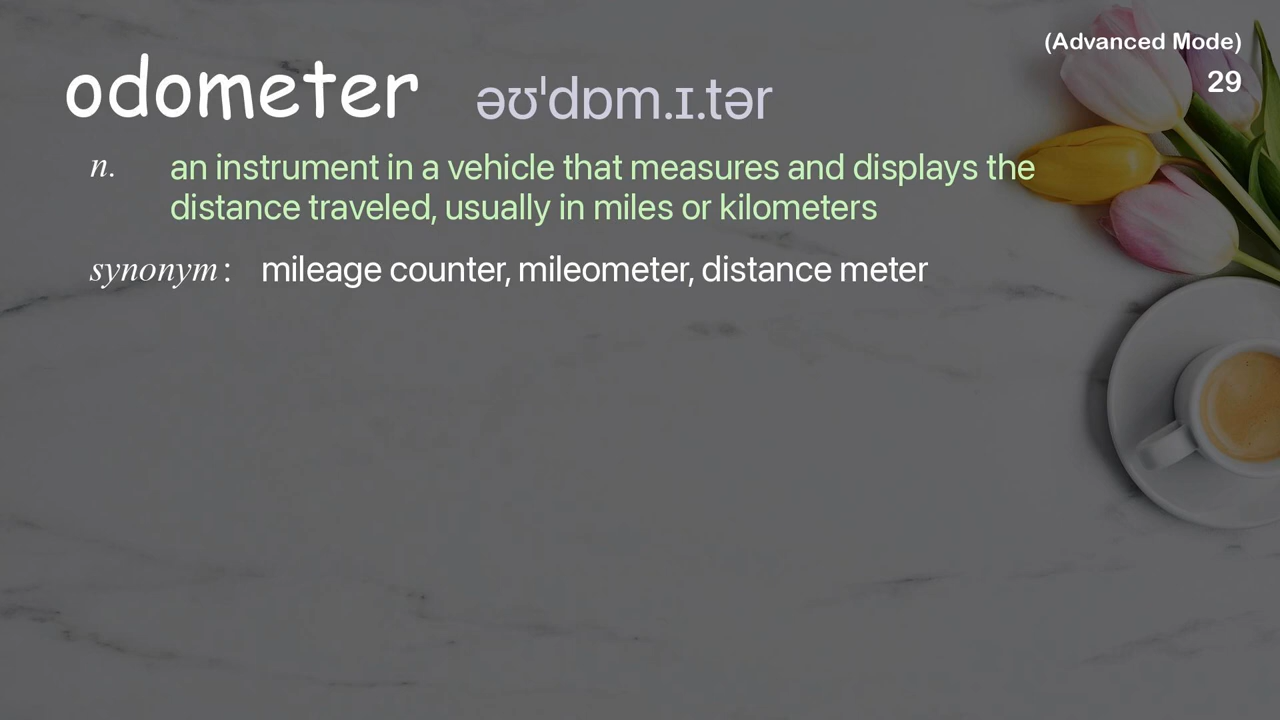 (Advanced Mode)
29
odometer əʊˈdɒm.ɪ.tər
n. an instrument in a vehicle that measures and displays the
distance traveled, usually in miles or kilometers
synonym : mileage counter, mileometer, distance meter